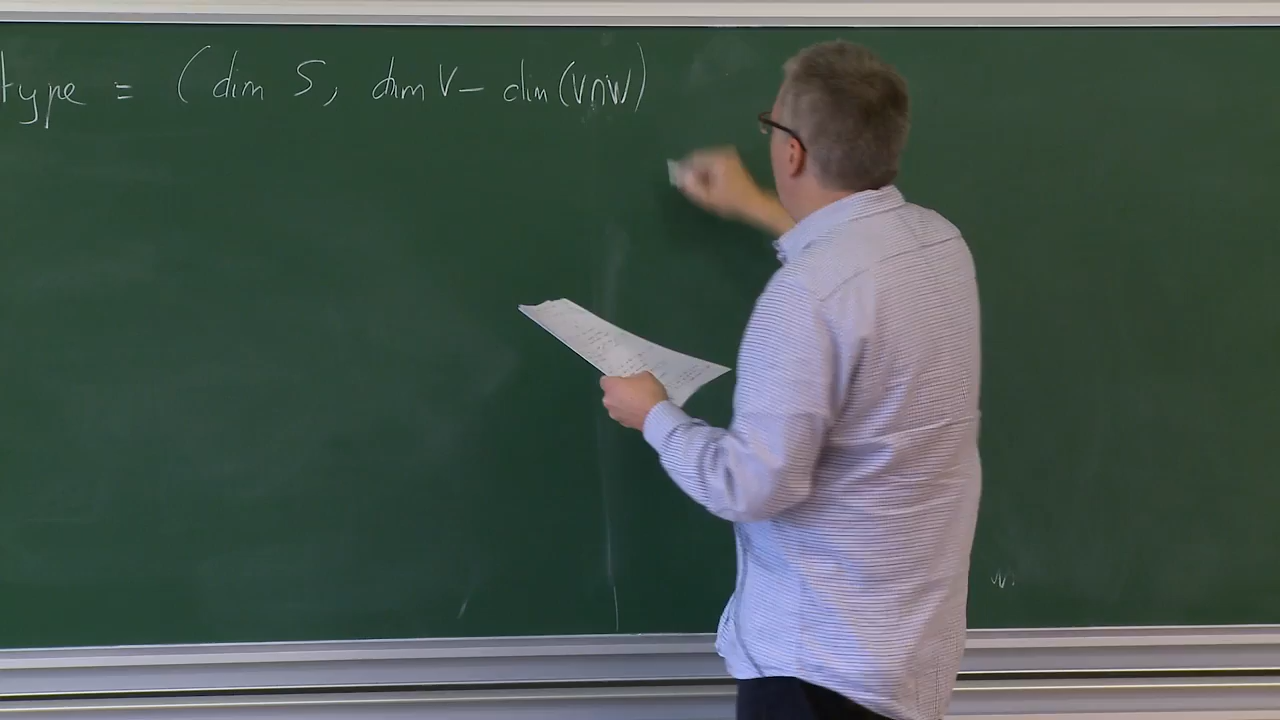 type = (dim S, dim V - dim (V∩W)